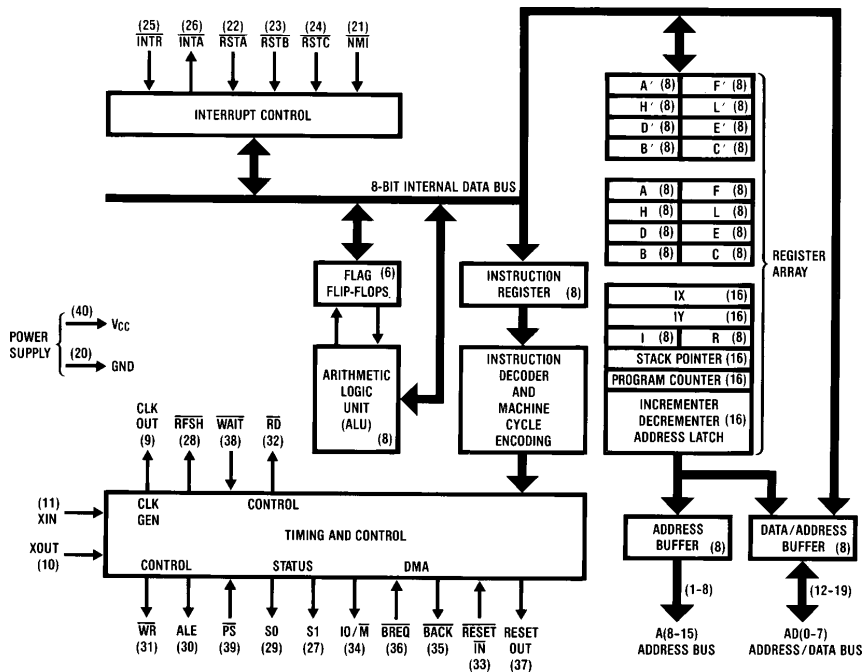 (25) (26) (22) (23) (24) (21)
INTR INTA RSTA RSTB RSTC NMI
INTERRUPT CONTROL
8-BIT INTERNAL DATA BUS
A′ (8) F′ (8)
H′ (8) L′ (8)
D′ (8) E′ (8)
B′ (8) C′ (8)
A (8) F (8)
H (8) L (8)
D (8) E (8)
B (8) C (8)
IX (16)
IY (16)
I (8) R (8)
STACK POINTER (16)
PROGRAM COUNTER (16)
INCREMENTER
DECREMENTER (16)
ADDRESS LATCH
REGISTER
ARRAY
(6)
FLAG
FLIP-FLOPS
INSTRUCTION
REGISTER (8)
ARITHMETIC
LOGIC
UNIT
(ALU)
(8)
INSTRUCTION
DECODER
AND
MACHINE
CYCLE
ENCODING
POWER
SUPPLY
(40)
VCC
(20)
GND
CLK
OUT RFSH WAIT RD
(9) (28) (38) (32)
(11)
XIN
XOUT
(10)
CLK
GEN
CONTROL
TIMING AND CONTROL
CONTROL STATUS DMA
WR ALE PS S0 S1 IO/M BREQ BACK RESET IN RESET OUT
(31) (30) (39) (29) (27) (34) (36) (35) (33) (37)
ADDRESS
BUFFER (8)
DATA/ADDRESS
BUFFER (8)
(1-8)
(12-19)
A(8-15)
ADDRESS BUS
AD(0-7)
ADDRESS/DATA BUS